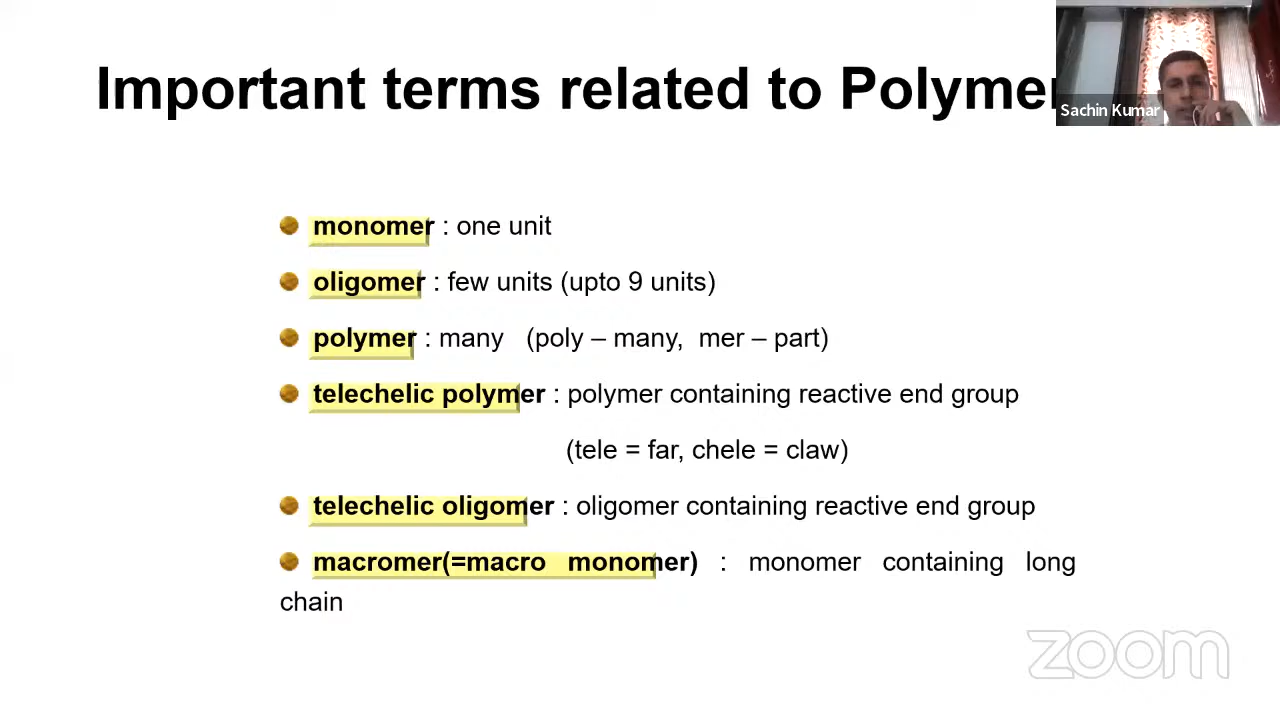 Important terms related to Polymer
Sachin Kumar
monomer : one unit
oligomer : few units (upto 9 units)
polymer : many (poly – many, mer – part)
telechelic polymer : polymer containing reactive end group
(tele = far, chele = claw)
telechelic oligomer : oligomer containing reactive end group
macromer(=macro monomer) : monomer containing long
chain
zoom